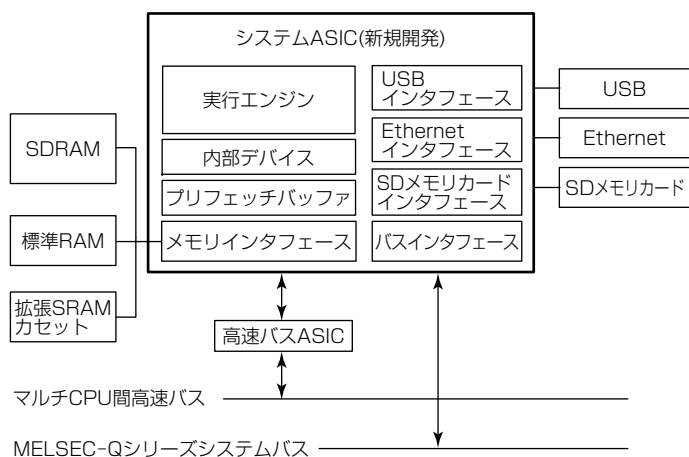 システムASIC(新規開発)
実行エンジン
内部デバイス
プリフェッチバッファ
メモリインタフェース
USB
インタフェース
Ethernet
インタフェース
SDメモリカード
インタフェース
バスインタフェース
USB
Ethernet
SDメモリカード
SDRAM
標準RAM
拡張SRAM
カセット
高速バスASIC
マルチCPU間高速バス
MELSEC-Qシリーズシステムバス